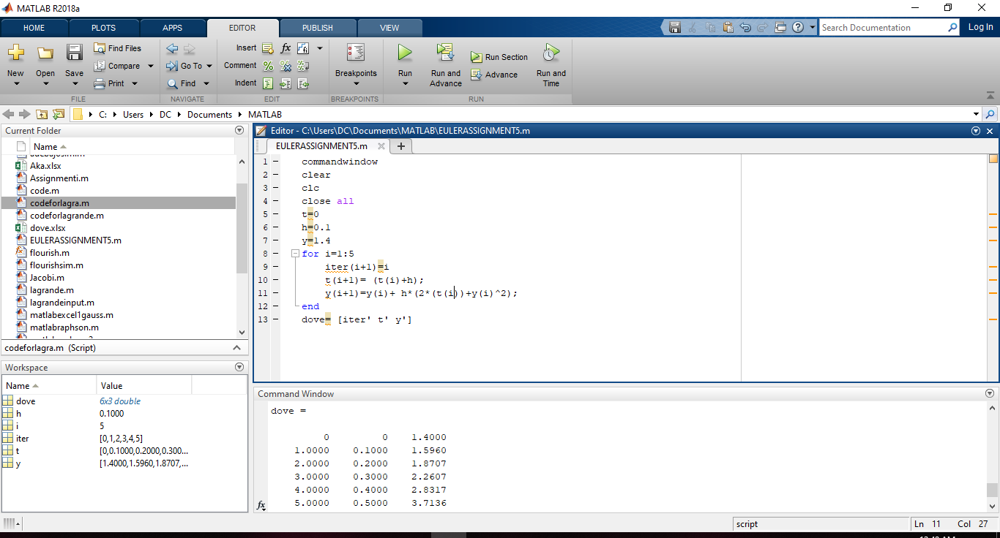 MATLAB R2018a
HOME PLOTS APPS EDITOR PUBLISH VIEW Search Documentation Log In
New Open Save Find Files Compare Print Go To Find Insert fx Comment Indent Breakpoints Run Run and Advance Run Section Advance Run and Time
FILE NAVIGATE EDIT BREAKPOINTS RUN
C: Users DC Documents MATLAB
Current Folder
Name
Aka.xlsx
Assignmenti.m
code.m
codeforlagra.m
codeforlagrande.m
dove.xlsx
EULERASSIGNMENT5.m
flourish.m
flourishsim.m
Jacobi.m
lagrande.m
lagrandeinput.m
matlabexcel1gauss.m
matlabraphson.m
codeforlagra.m (Script)
Workspace
Name Value
dove 6x3 double
h 0.1000
i 5
iter [0,1,2,3,4,5]
t [0,0.1000,0.2000,0.300...
y [1.4000,1.5960,1.8707,...
Editor - C:\Users\DC\Documents\MATLAB\EULERASSIGNMENT5.m
EULERASSIGNMENT5.m
1 commandwindow
2 clear
3 clc
4 close all
5 t=0
6 h=0.1
7 y=1.4
8 for i=1:5
9 iter(i+1)=i
10 t(i+1)= (t(i)+h);
11 y(i+1)=y(i)+ h*(2*(t(i))+y(i)^2);
12 end
13 dove= [iter' t' y']
Command Window
dove =
0 0 1.4000
1.0000 0.1000 1.5960
2.0000 0.2000 1.8707
3.0000 0.3000 2.2607
4.0000 0.4000 2.8317
5.0000 0.5000 3.7136
fx
script Ln 11 Col 27